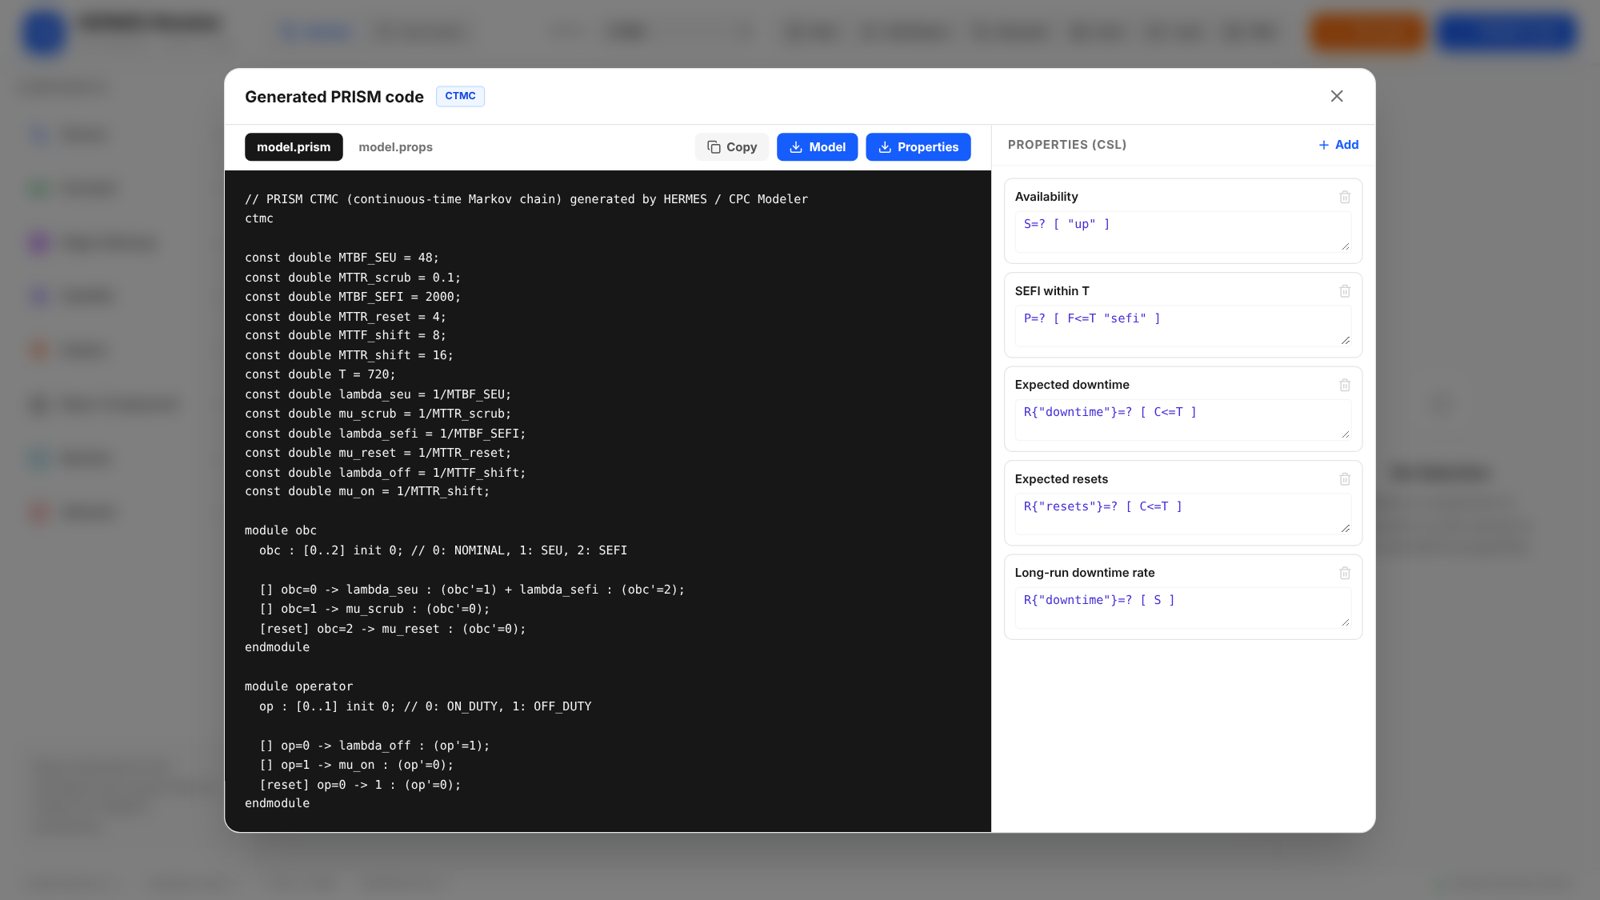 Generated PRISM code
CTMC
model.prism
model.props
Copy
Model
Properties
// PRISM CTMC (continuous-time Markov chain) generated by HERMES / CPC Modeler
ctmc
const double MTBF_SEU = 48;
const double MTTR_scrub = 0.1;
const double MTBF_SEFI = 2000;
const double MTTR_reset = 4;
const double MTTF_shift = 8;
const double MTTR_shift = 16;
const double T = 720;
const double lambda_seu = 1/MTBF_SEU;
const double mu_scrub = 1/MTTR_scrub;
const double lambda_sefi = 1/MTBF_SEFI;
const double mu_reset = 1/MTTR_reset;
const double lambda_off = 1/MTTF_shift;
const double mu_on = 1/MTTR_shift;
module obc
obc : [0..2] init 0; // 0: NOMINAL, 1: SEU, 2: SEFI
[] obc=0 -> lambda_seu : (obc'=1) + lambda_sefi : (obc'=2);
[] obc=1 -> mu_scrub : (obc'=0);
[reset] obc=2 -> mu_reset : (obc'=0);
endmodule
module operator
op : [0..1] init 0; // 0: ON_DUTY, 1: OFF_DUTY
[] op=0 -> lambda_off : (op'=1);
[] op=1 -> mu_on : (op'=0);
[reset] op=0 -> 1 : (op'=0);
endmodule
PROPERTIES (CSL)
+ Add
Availability
S=? [ "up" ]
SEFI within T
P=? [ F<=T "sefi" ]
Expected downtime
R{"downtime"}=? [ C<=T ]
Expected resets
R{"resets"}=? [ C<=T ]
Long-run downtime rate
R{"downtime"}=? [ S ]